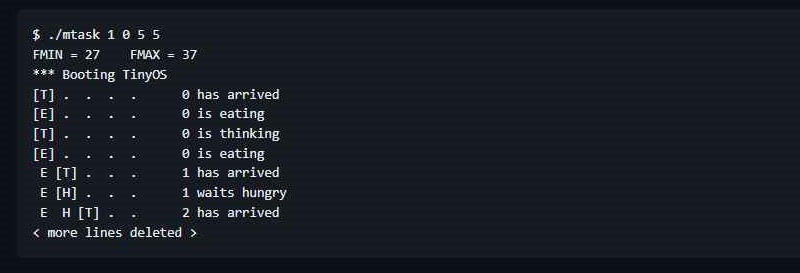 $ ./mtask 1 0 5 5
FMIN = 27    FMAX = 37
*** Booting TinyOS
[T] .  .  .  .      0 has arrived
[E] .  .  .  .      0 is eating
[T] .  .  .  .      0 is thinking
[E] .  .  .  .      0 is eating
 E [T] .  .  .      1 has arrived
 E [H] .  .  .      1 waits hungry
 E  H [T] .  .      2 has arrived
< more lines deleted >